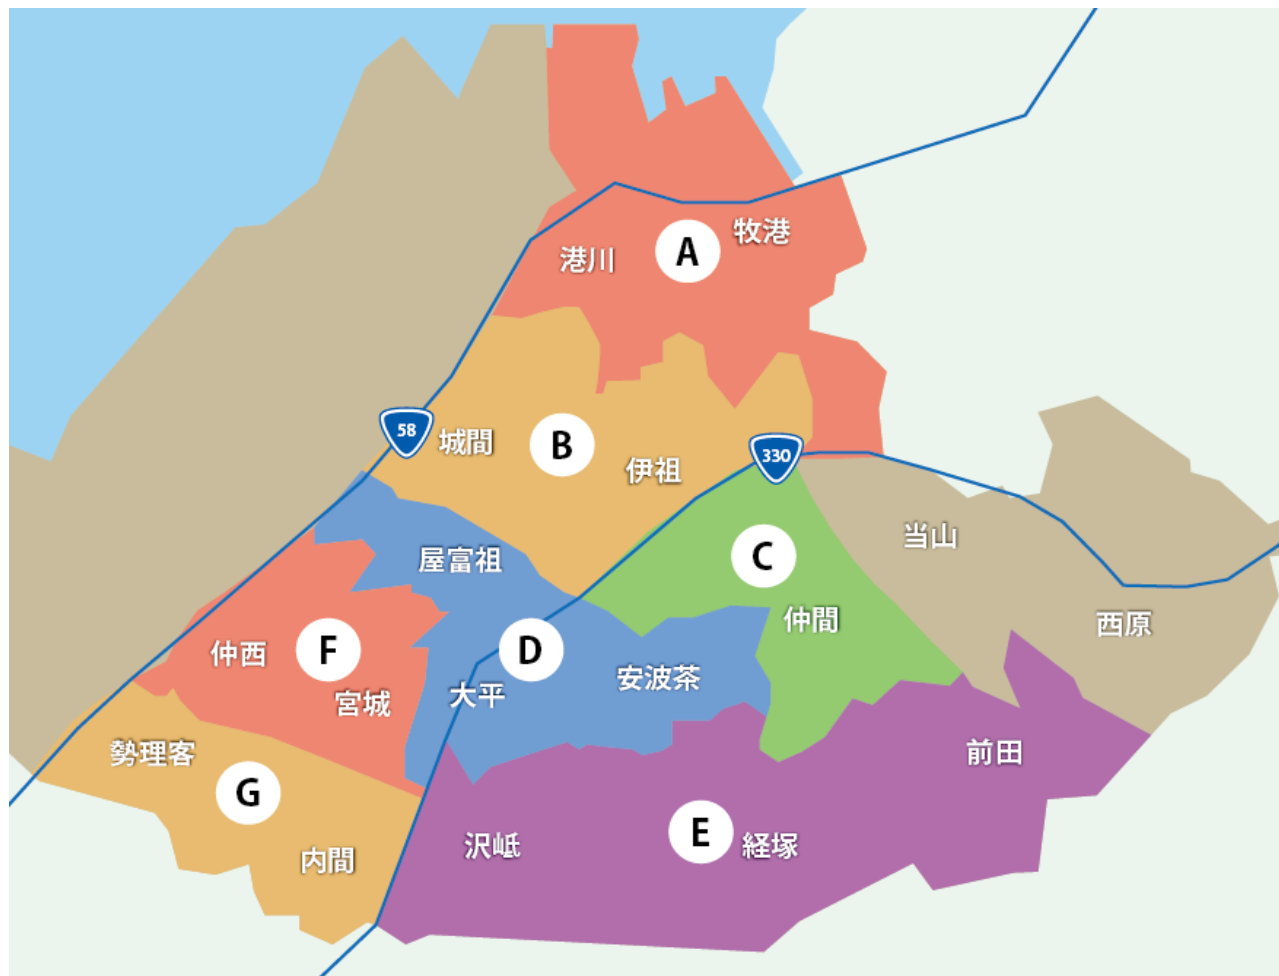 牧港
A
港川
58
城間
B
伊祖
330
当山
C
屋富祖
仲間
西原
仲西
F
D
安波茶
大平
宮城
勢理客
前田
G
E
沢岻
経塚
内間